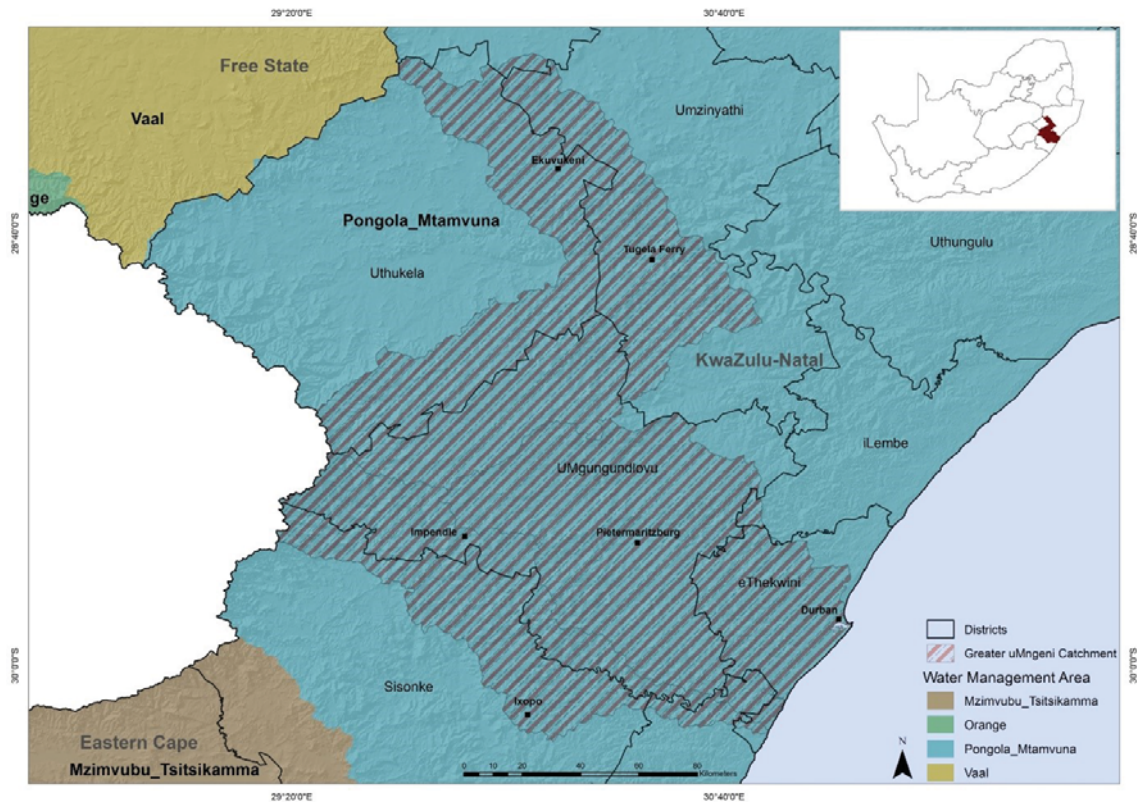 29°20'0"E
30°40'0"E
Free State
Vaal
Umzinyathi
Ekuvukeni
ge
Pongola_Mtamvuna
28°40'0"S
28°40'0"S
Tugela Ferry
Uthungulu
Uthukela
KwaZulu-Natal
iLembe
UMgungundlovu
Impendle
Pietermaritzburg
eThekwini
Durban
Districts
Greater uMngeni Catchment
Water Management Area
Mzimvubu_Tsitsikamma
Orange
Pongola_Mtamvuna
Vaal
30°0'0"S
30°0'0"S
Sisonke
Ixopo
Eastern Cape
Mzimvubu_Tsitsikamma
N
0 10 20 40 60 80
Kilometers
29°20'0"E
30°40'0"E